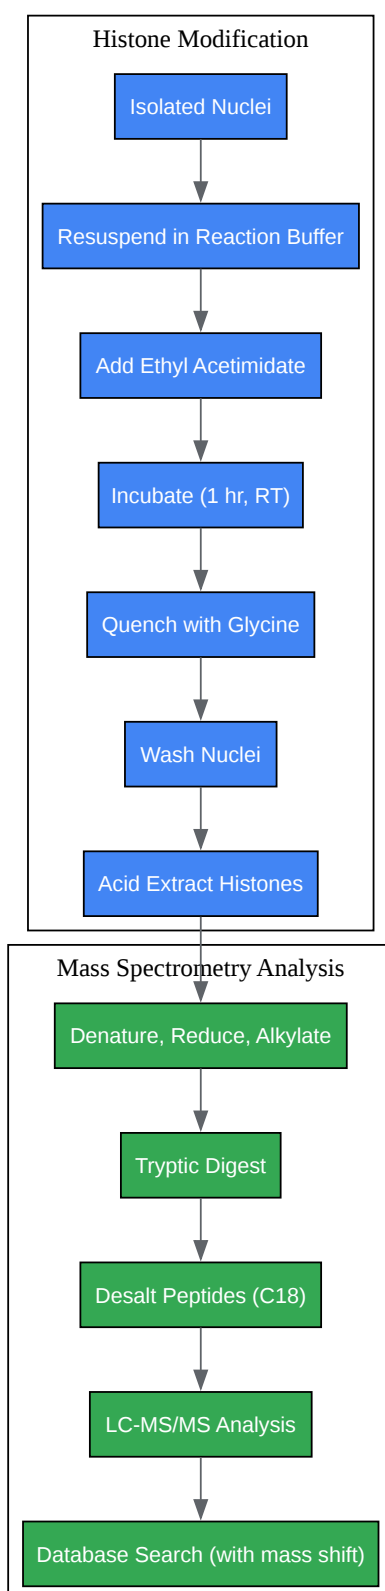 Histone Modification
Isolated Nuclei
Resuspend in Reaction Buffer
Add Ethyl Acetimidate
Incubate (1 hr, RT)
Quench with Glycine
Wash Nuclei
Acid Extract Histones
Mass Spectrometry Analysis
Denature, Reduce, Alkylate
Tryptic Digest
Desalt Peptides (C18)
LC-MS/MS Analysis
Database Search (with mass shift)